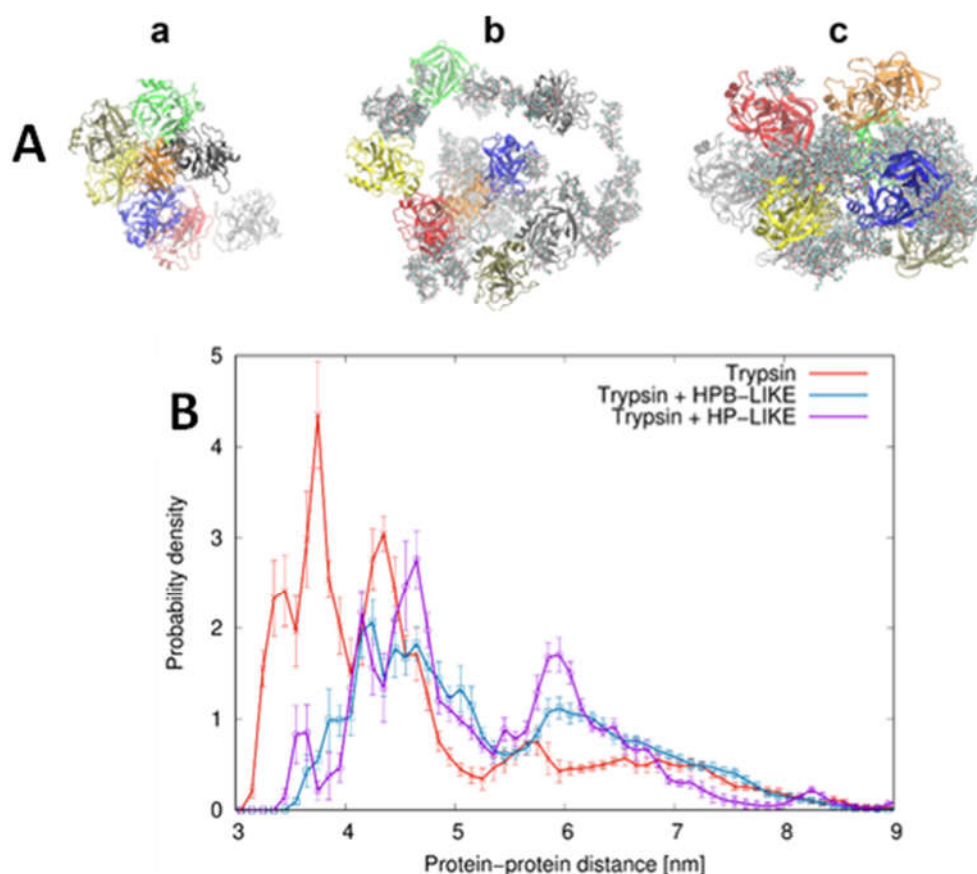 a b c
A
B
Trypsin
Trypsin + HPB-LIKE
Trypsin + HP-LIKE
5
4
3
2
1
0
Probability density
3 4 5 6 7 8 9
Protein-protein distance [nm]